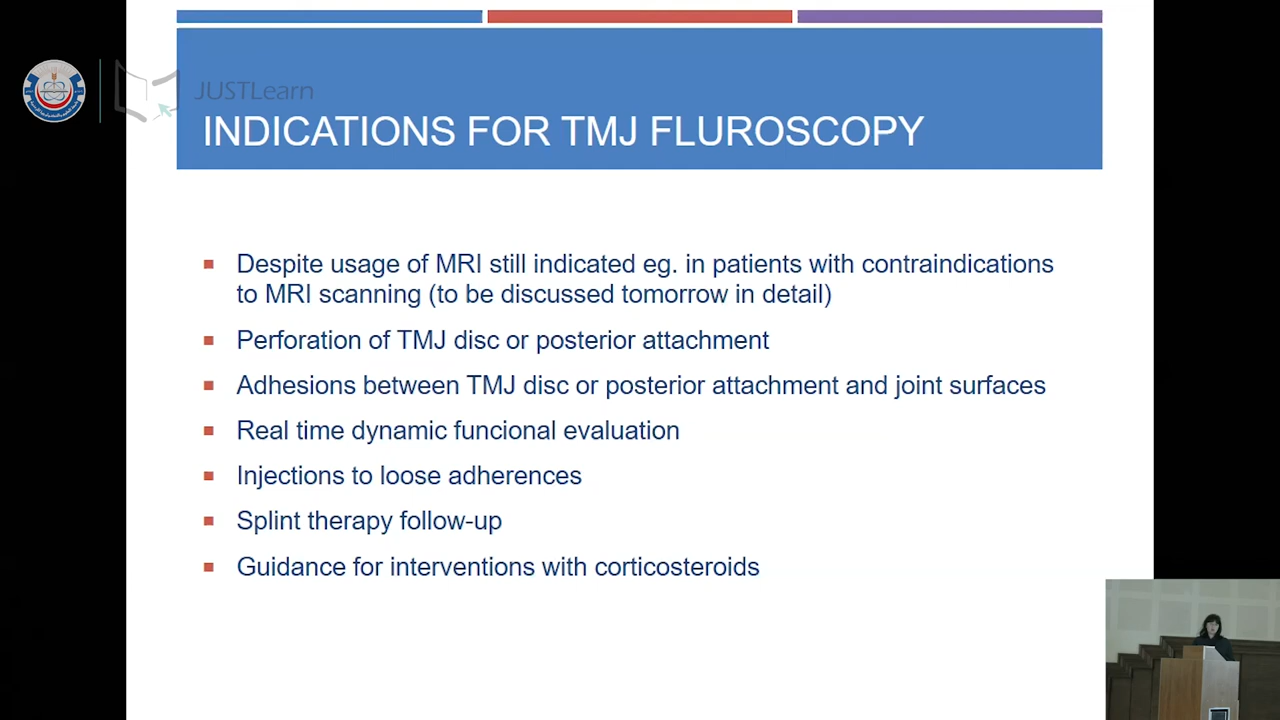 JUSTLearn
INDICATIONS FOR TMJ FLUROSCOPY
Despite usage of MRI still indicated eg. in patients with contraindications
to MRI scanning (to be discussed tomorrow in detail)
Perforation of TMJ disc or posterior attachment
Adhesions between TMJ disc or posterior attachment and joint surfaces
Real time dynamic funcional evaluation
Injections to loose adherences
Splint therapy follow-up
Guidance for interventions with corticosteroids